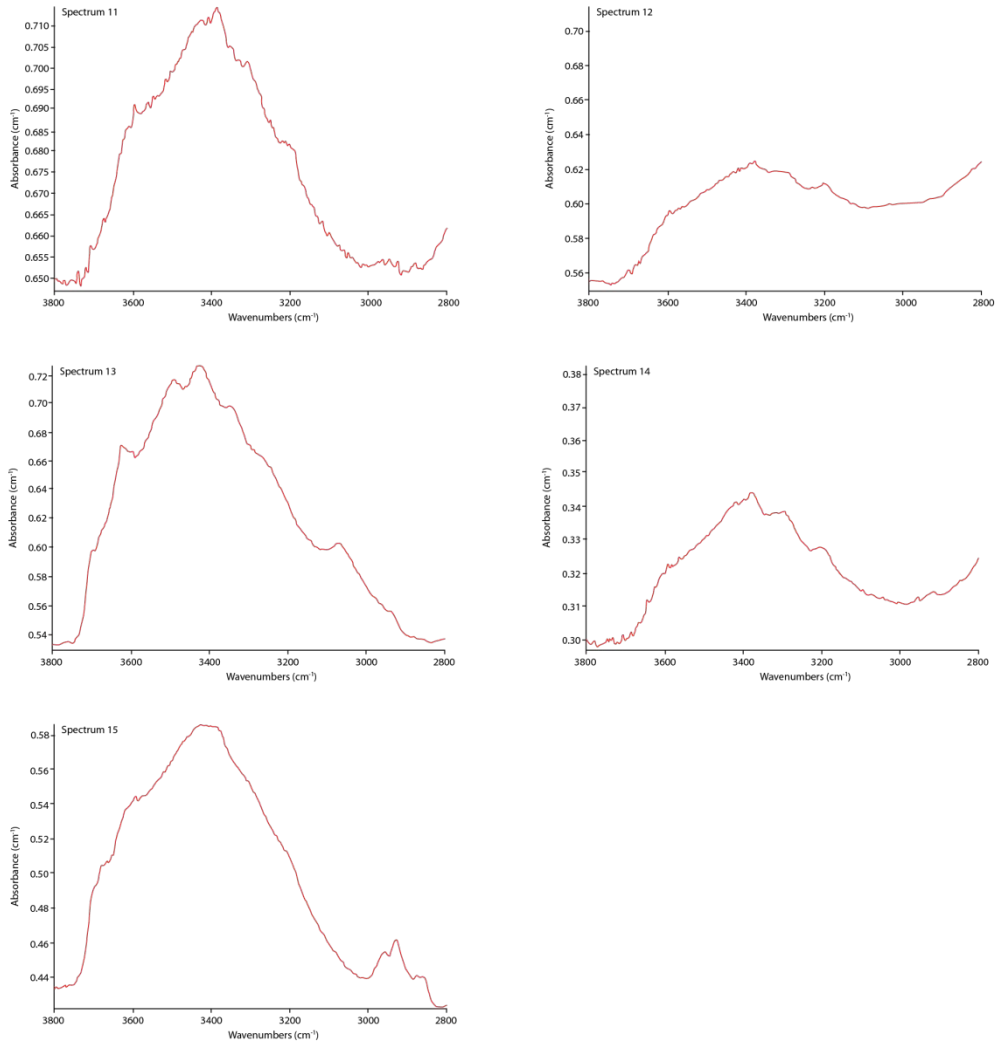 Spectrum 11
0.710
0.705
0.700
0.695
0.690
0.685
0.680
0.675
0.670
0.665
0.660
0.655
0.650
Absorbance (cm⁻¹)
3800 3600 3400 3200 3000 2800
Wavenumbers (cm⁻¹)
Spectrum 12
0.70
0.68
0.66
0.64
0.62
0.60
0.58
0.56
Absorbance (cm⁻¹)
3800 3600 3400 3200 3000 2800
Wavenumbers (cm⁻¹)
Spectrum 13
0.72
0.70
0.68
0.66
0.64
0.62
0.60
0.58
0.56
0.54
Absorbance (cm⁻¹)
3800 3600 3400 3200 3000 2800
Wavenumbers (cm⁻¹)
Spectrum 14
0.38
0.37
0.36
0.35
0.34
0.33
0.32
0.31
0.30
Absorbance (cm⁻¹)
3800 3600 3400 3200 3000 2800
Wavenumbers (cm⁻¹)
Spectrum 15
0.58
0.56
0.54
0.52
0.50
0.48
0.46
0.44
Absorbance (cm⁻¹)
3800 3600 3400 3200 3000 2800
Wavenumbers (cm⁻¹)